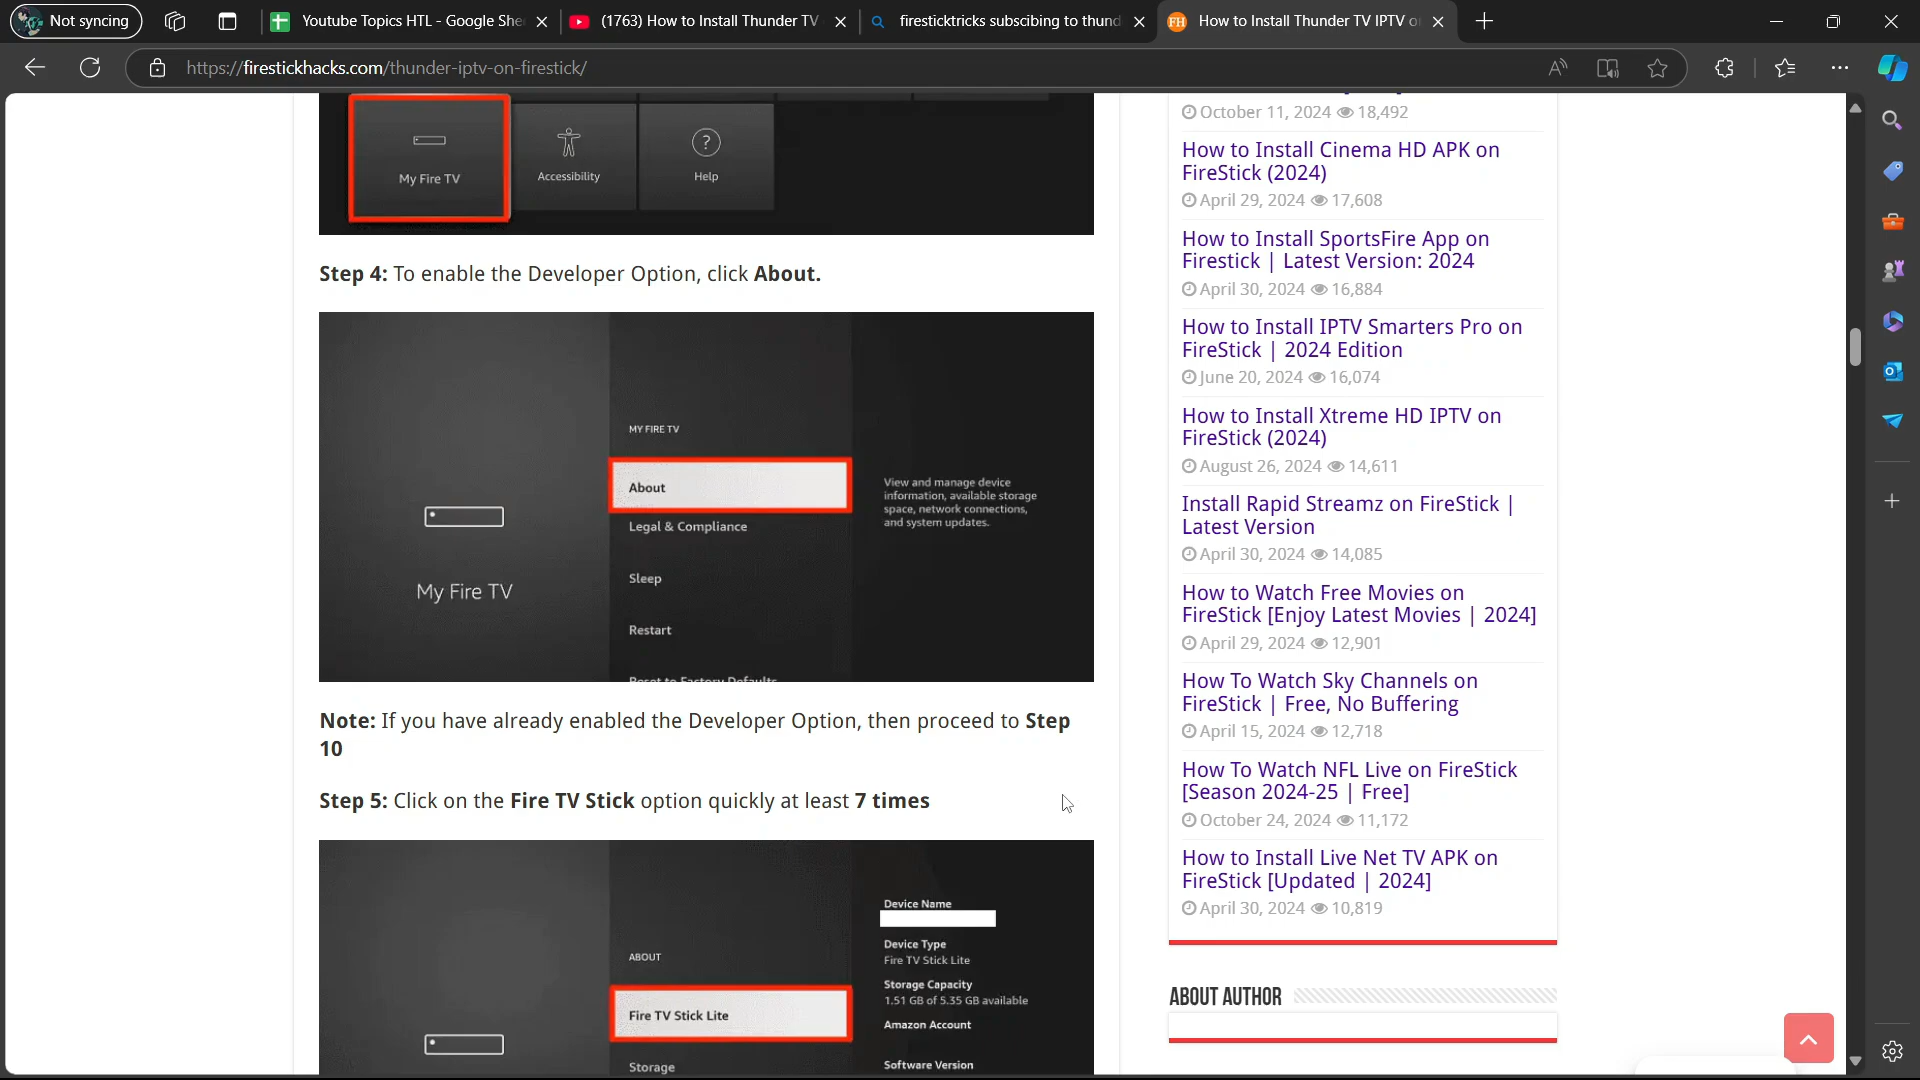 Not syncing
Youtube Topics HTL - Google She
(1763) How to Install Thunder TV
firesticktricks subscibing to thund
FH How to Install Thunder TV IPTV o
https://firestickhacks.com/thunder-iptv-on-firestick/
My Fire TV
Accessibility
?
Help
Step 4: To enable the Developer Option, click About.
MY FIRE TV
About
Legal & Compliance
Sleep
Restart
Reset to Factory Defaults
View and manage device
information, available storage
space, network connections,
and system updates.
My Fire TV
Note: If you have already enabled the Developer Option, then proceed to Step
10
Step 5: Click on the Fire TV Stick option quickly at least 7 times
ABOUT
Fire TV Stick Lite
Storage
Device Name
Device Type
Fire TV Stick Lite
Storage Capacity
1.51 GB of 5.35 GB available
Amazon Account
Software Version
October 11, 2024 18,492
How to Install Cinema HD APK on
FireStick (2024)
April 29, 2024 17,608
How to Install SportsFire App on
Firestick | Latest Version: 2024
April 30, 2024 16,884
How to Install IPTV Smarters Pro on
FireStick | 2024 Edition
June 20, 2024 16,074
How to Install Xtreme HD IPTV on
FireStick (2024)
August 26, 2024 14,611
Install Rapid Streamz on FireStick |
Latest Version
April 30, 2024 14,085
How to Watch Free Movies on
FireStick [Enjoy Latest Movies | 2024]
April 29, 2024 12,901
How To Watch Sky Channels on
FireStick | Free, No Buffering
April 15, 2024 12,718
How To Watch NFL Live on FireStick
[Season 2024-25 | Free]
October 24, 2024 11,172
How to Install Live Net TV APK on
FireStick [Updated | 2024]
April 30, 2024 10,819
ABOUT AUTHOR